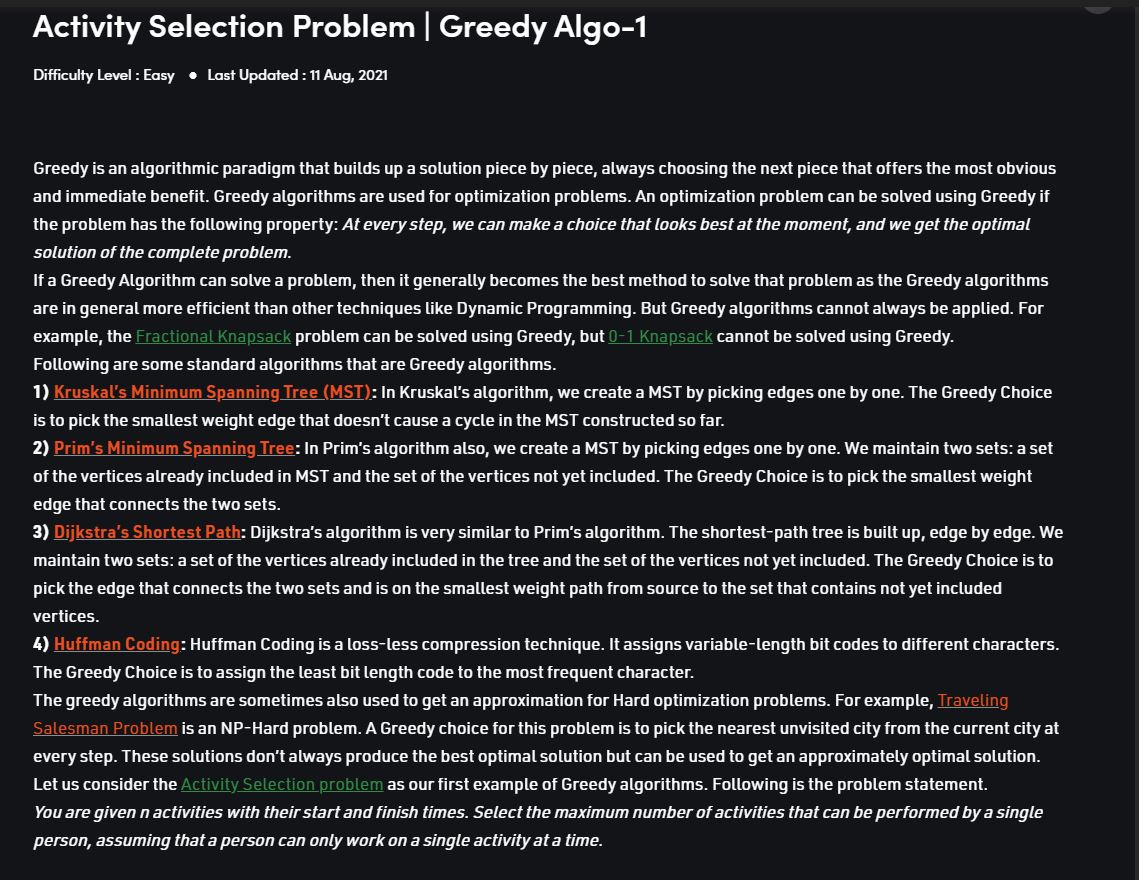 Activity Selection Problem | Greedy Algo-1
Difficulty Level : Easy ● Last Updated : 11 Aug, 2021
Greedy is an algorithmic paradigm that builds up a solution piece by piece, always choosing the next piece that offers the most obvious
and immediate benefit. Greedy algorithms are used for optimization problems. An optimization problem can be solved using Greedy if
the problem has the following property: At every step, we can make a choice that looks best at the moment, and we get the optimal
solution of the complete problem.
If a Greedy Algorithm can solve a problem, then it generally becomes the best method to solve that problem as the Greedy algorithms
are in general more efficient than other techniques like Dynamic Programming. But Greedy algorithms cannot always be applied. For
example, the Fractional Knapsack problem can be solved using Greedy, but 0-1 Knapsack cannot be solved using Greedy.
Following are some standard algorithms that are Greedy algorithms.
1) Kruskal’s Minimum Spanning Tree (MST): In Kruskal’s algorithm, we create a MST by picking edges one by one. The Greedy Choice
is to pick the smallest weight edge that doesn’t cause a cycle in the MST constructed so far.
2) Prim’s Minimum Spanning Tree: In Prim’s algorithm also, we create a MST by picking edges one by one. We maintain two sets: a set
of the vertices already included in MST and the set of the vertices not yet included. The Greedy Choice is to pick the smallest weight
edge that connects the two sets.
3) Dijkstra’s Shortest Path: Dijkstra’s algorithm is very similar to Prim’s algorithm. The shortest-path tree is built up, edge by edge. We
maintain two sets: a set of the vertices already included in the tree and the set of the vertices not yet included. The Greedy Choice is to
pick the edge that connects the two sets and is on the smallest weight path from source to the set that contains not yet included
vertices.
4) Huffman Coding: Huffman Coding is a loss-less compression technique. It assigns variable-length bit codes to different characters.
The Greedy Choice is to assign the least bit length code to the most frequent character.
The greedy algorithms are sometimes also used to get an approximation for Hard optimization problems. For example, Traveling
Salesman Problem is an NP-Hard problem. A Greedy choice for this problem is to pick the nearest unvisited city from the current city at
every step. These solutions don’t always produce the best optimal solution but can be used to get an approximately optimal solution.
Let us consider the Activity Selection problem as our first example of Greedy algorithms. Following is the problem statement.
You are given n activities with their start and finish times. Select the maximum number of activities that can be performed by a single
person, assuming that a person can only work on a single activity at a time.